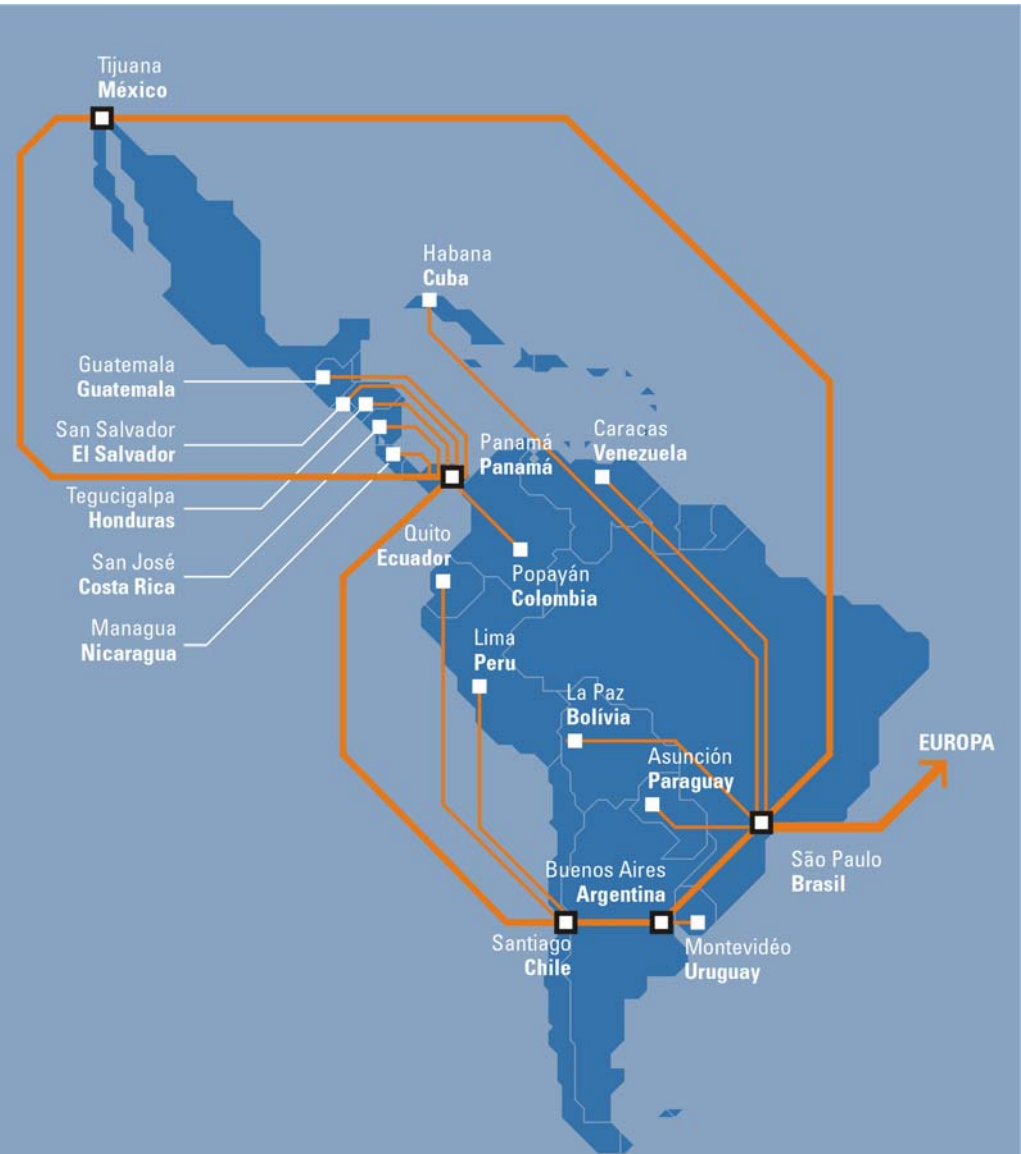 Tijuana
México
Habana
Cuba
Guatemala
Guatemala
San Salvador
El Salvador
Tegucigalpa
Honduras
San José
Costa Rica
Managua
Nicaragua
Panamá
Panamá
Caracas
Venezuela
Quito
Ecuador
Popayán
Colombia
Lima
Peru
La Paz
Bolívia
Asunción
Paraguay
EUROPA
São Paulo
Brasil
Buenos Aires
Argentina
Santiago
Chile
Montevidéo
Uruguay